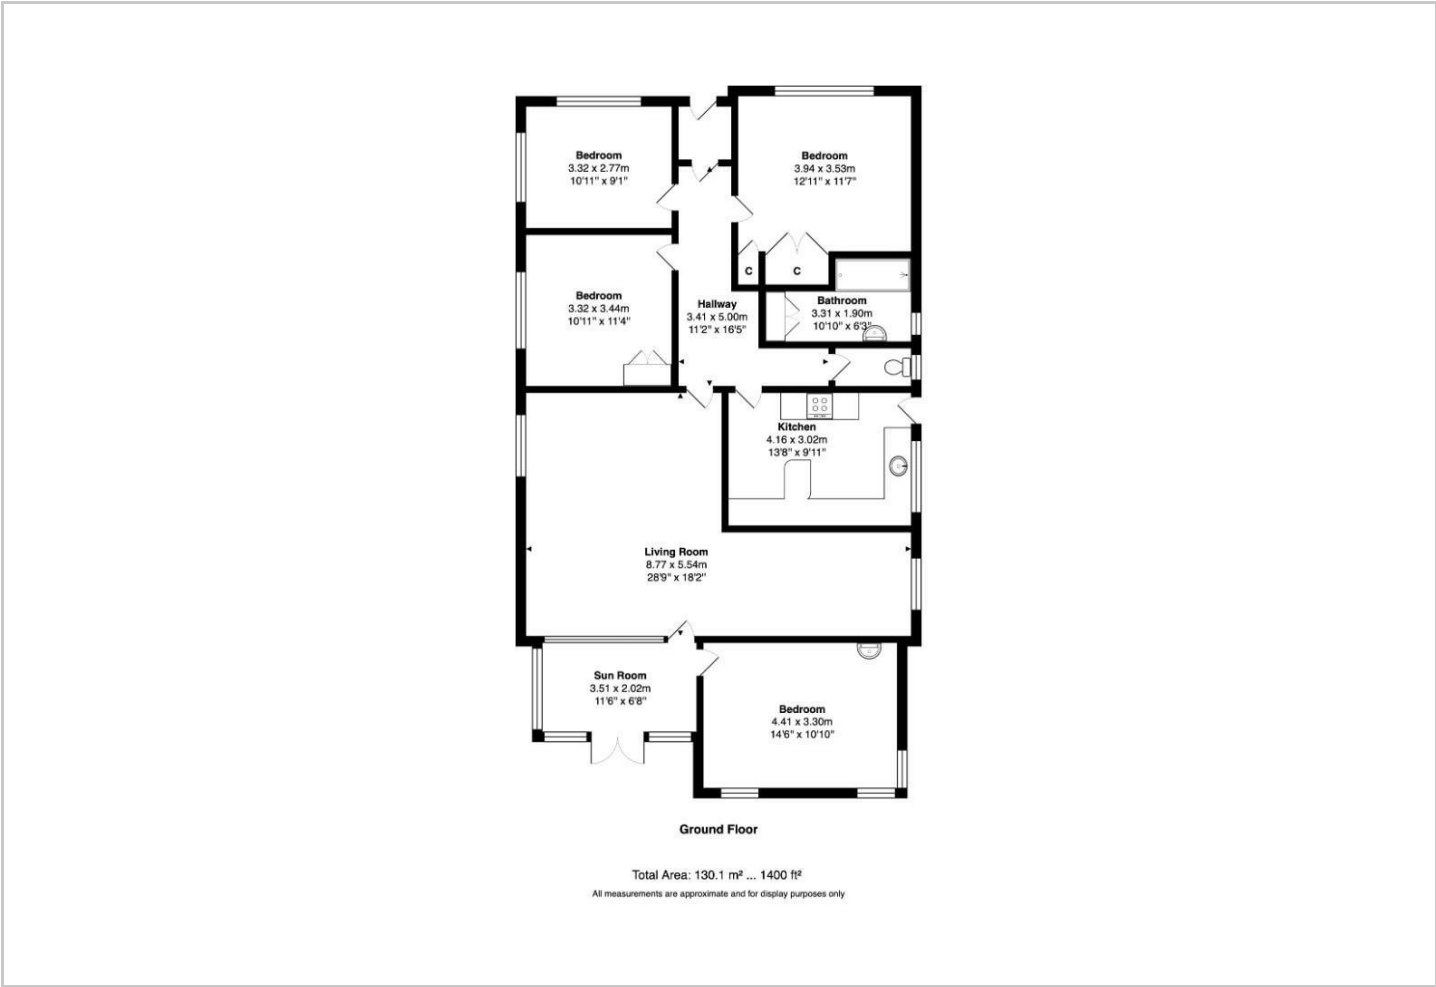 Bedroom
3.32 x 2.77m
10'11" x 9'1"
Bedroom
3.94 x 3.53m
12'11" x 11'7"
C
C
Bedroom
3.32 x 3.44m
10'11" x 11'4"
Hallway
3.41 x 5.00m
11'2" x 16'5"
Bathroom
3.31 x 1.90m
10'10" x 6'3"
Kitchen
4.16 x 3.02m
13'8" x 9'11"
Living Room
8.77 x 5.54m
28'9" x 18'2"
Sun Room
3.51 x 2.02m
11'6" x 6'8"
Bedroom
4.41 x 3.30m
14'6" x 10'10"
Ground Floor
Total Area: 130.1 m² ... 1400 ft²
All measurements are approximate and for display purposes only